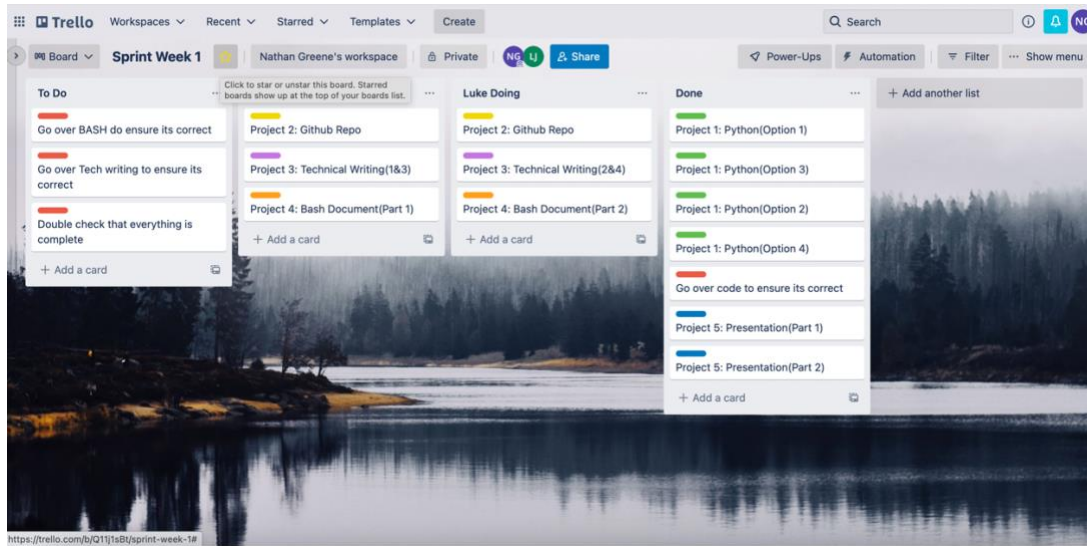 Trello Workspaces Recent Starred Templates Create Search NG
Board Sprint Week 1 Nathan Greene's workspace Private NG LJ Share Power-Ups Automation Filter ··· Show menu
Click to star or unstar this board. Starred
boards show up at the top of your boards list.
To Do ···
Go over BASH do ensure its correct
Go over Tech writing to ensure its
correct
Double check that everything is
complete
+ Add a card
···
Project 2: Github Repo
Project 3: Technical Writing(1&3)
Project 4: Bash Document(Part 1)
+ Add a card
Luke Doing ···
Project 2: Github Repo
Project 3: Technical Writing(2&4)
Project 4: Bash Document(Part 2)
+ Add a card
Done ···
Project 1: Python(Option 1)
Project 1: Python(Option 3)
Project 1: Python(Option 2)
Project 1: Python(Option 4)
Go over code to ensure its correct
Project 5: Presentation(Part 1)
Project 5: Presentation(Part 2)
+ Add a card
+ Add another list
https://trello.com/b/Q11j1sBt/sprint-week-1#